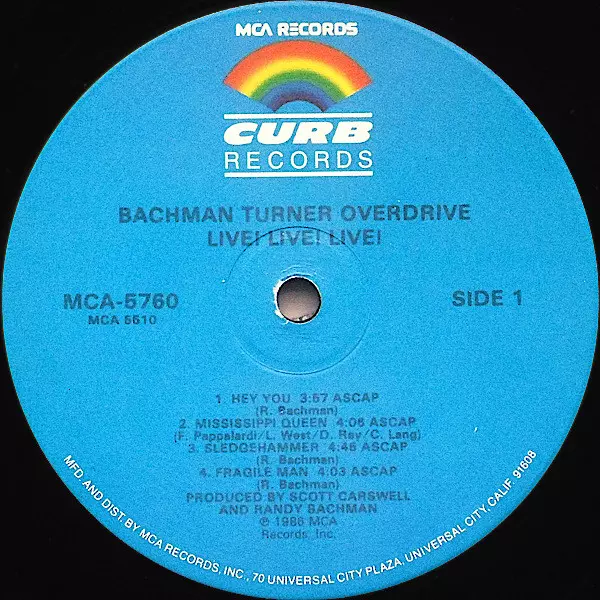 MCA RECORDS
CURB
RECORDS
BACHMAN TURNER OVERDRIVE
LIVE! LIVE! LIVE!
MCA-5760
MCA 5610
SIDE 1
1. HEY YOU 3:57 ASCAP
(R. Bachman)
2. MISSISSIPPI QUEEN 4:06 ASCAP
(F. Pappalardi/L. West/D. Rey/C. Lang)
3. SLEDGEHAMMER 4:45 ASCAP
(R. Bachman)
4. FRAGILE MAN 4:03 ASCAP
(R. Bachman)
PRODUCED BY SCOTT CARSWELL
AND RANDY BACHMAN
℗ 1986 MCA
Records, Inc.
MFD. AND DIST. BY MCA RECORDS, INC., 70 UNIVERSAL CITY PLAZA, UNIVERSAL CITY, CALIF. 91608